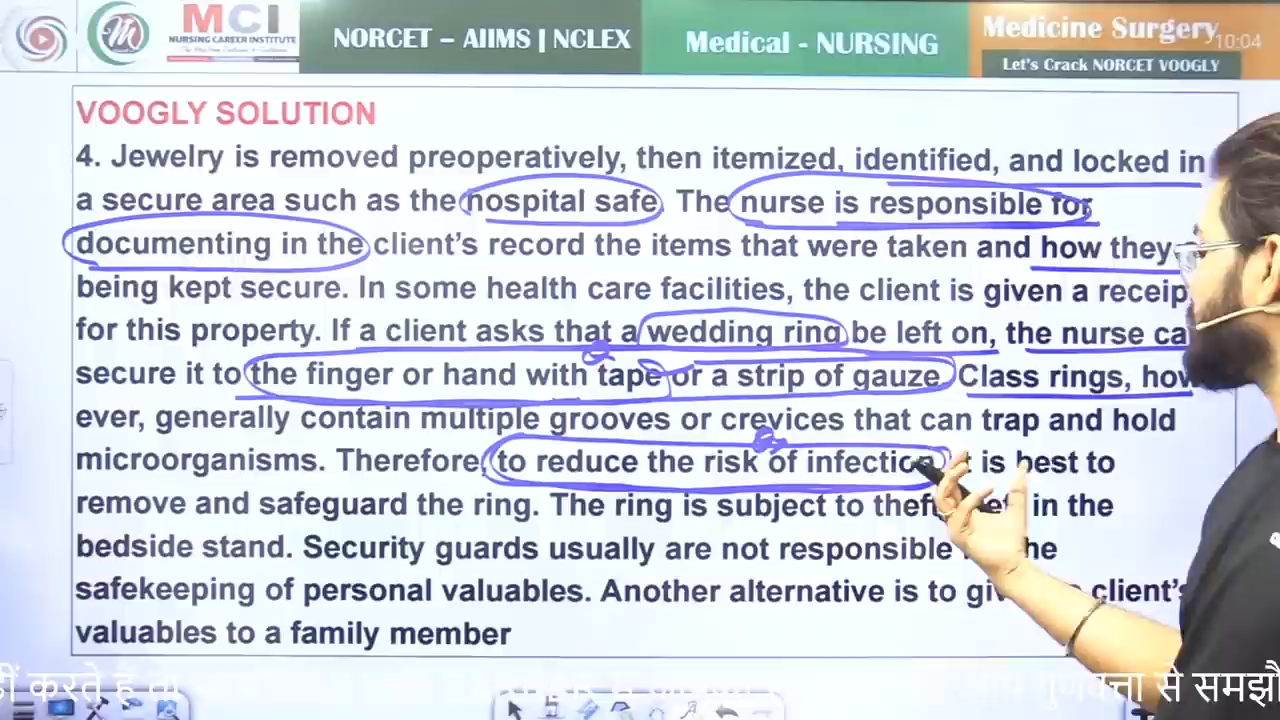 MCI
NURSING CAREER INSTITUTE
NORCET – AIIMS | NCLEX
Medical - NURSING
Medicine Surgery
10:04
Let's Crack NORCET VOOGLY
VOOGLY SOLUTION
4. Jewelry is removed preoperatively, then itemized, identified, and locked in
a secure area such as the hospital safe. The nurse is responsible for
documenting in the client's record the items that were taken and how they
being kept secure. In some health care facilities, the client is given a
for this property. If a client asks that a wedding ring be left on, the nurse
secure it to the finger or hand with tape or a strip of gauze. Class rings,
ever, generally contain multiple grooves or crevices that can trap and hold
microorganisms. Therefore, to reduce the risk of infection it is best to
remove and safeguard the ring. The ring is subject to theft in the
bedside stand. Security guards usually are not responsible
safekeeping of personal valuables. Another alternative is to client's
valuables to a family member
करते गुणवत्ता से